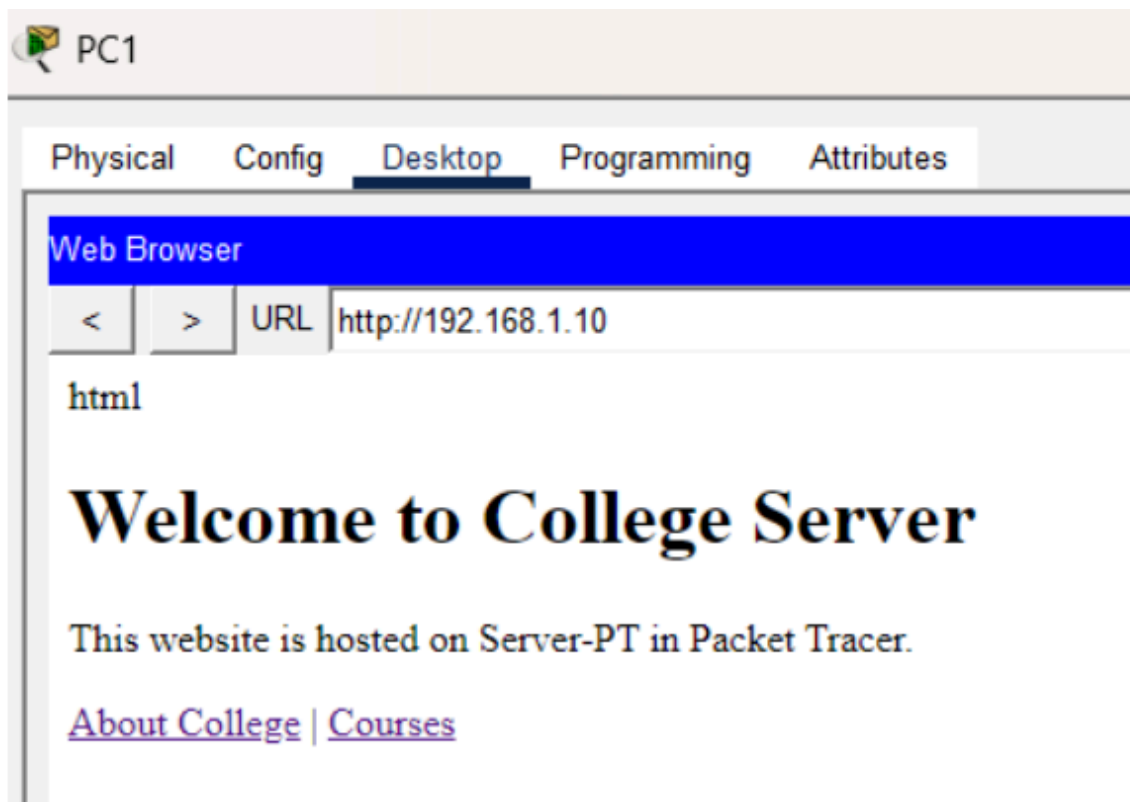 PC1
Physical Config Desktop Programming Attributes
Web Browser
< > URL http://192.168.1.10
html
Welcome to College Server
This website is hosted on Server-PT in Packet Tracer.
About College | Courses